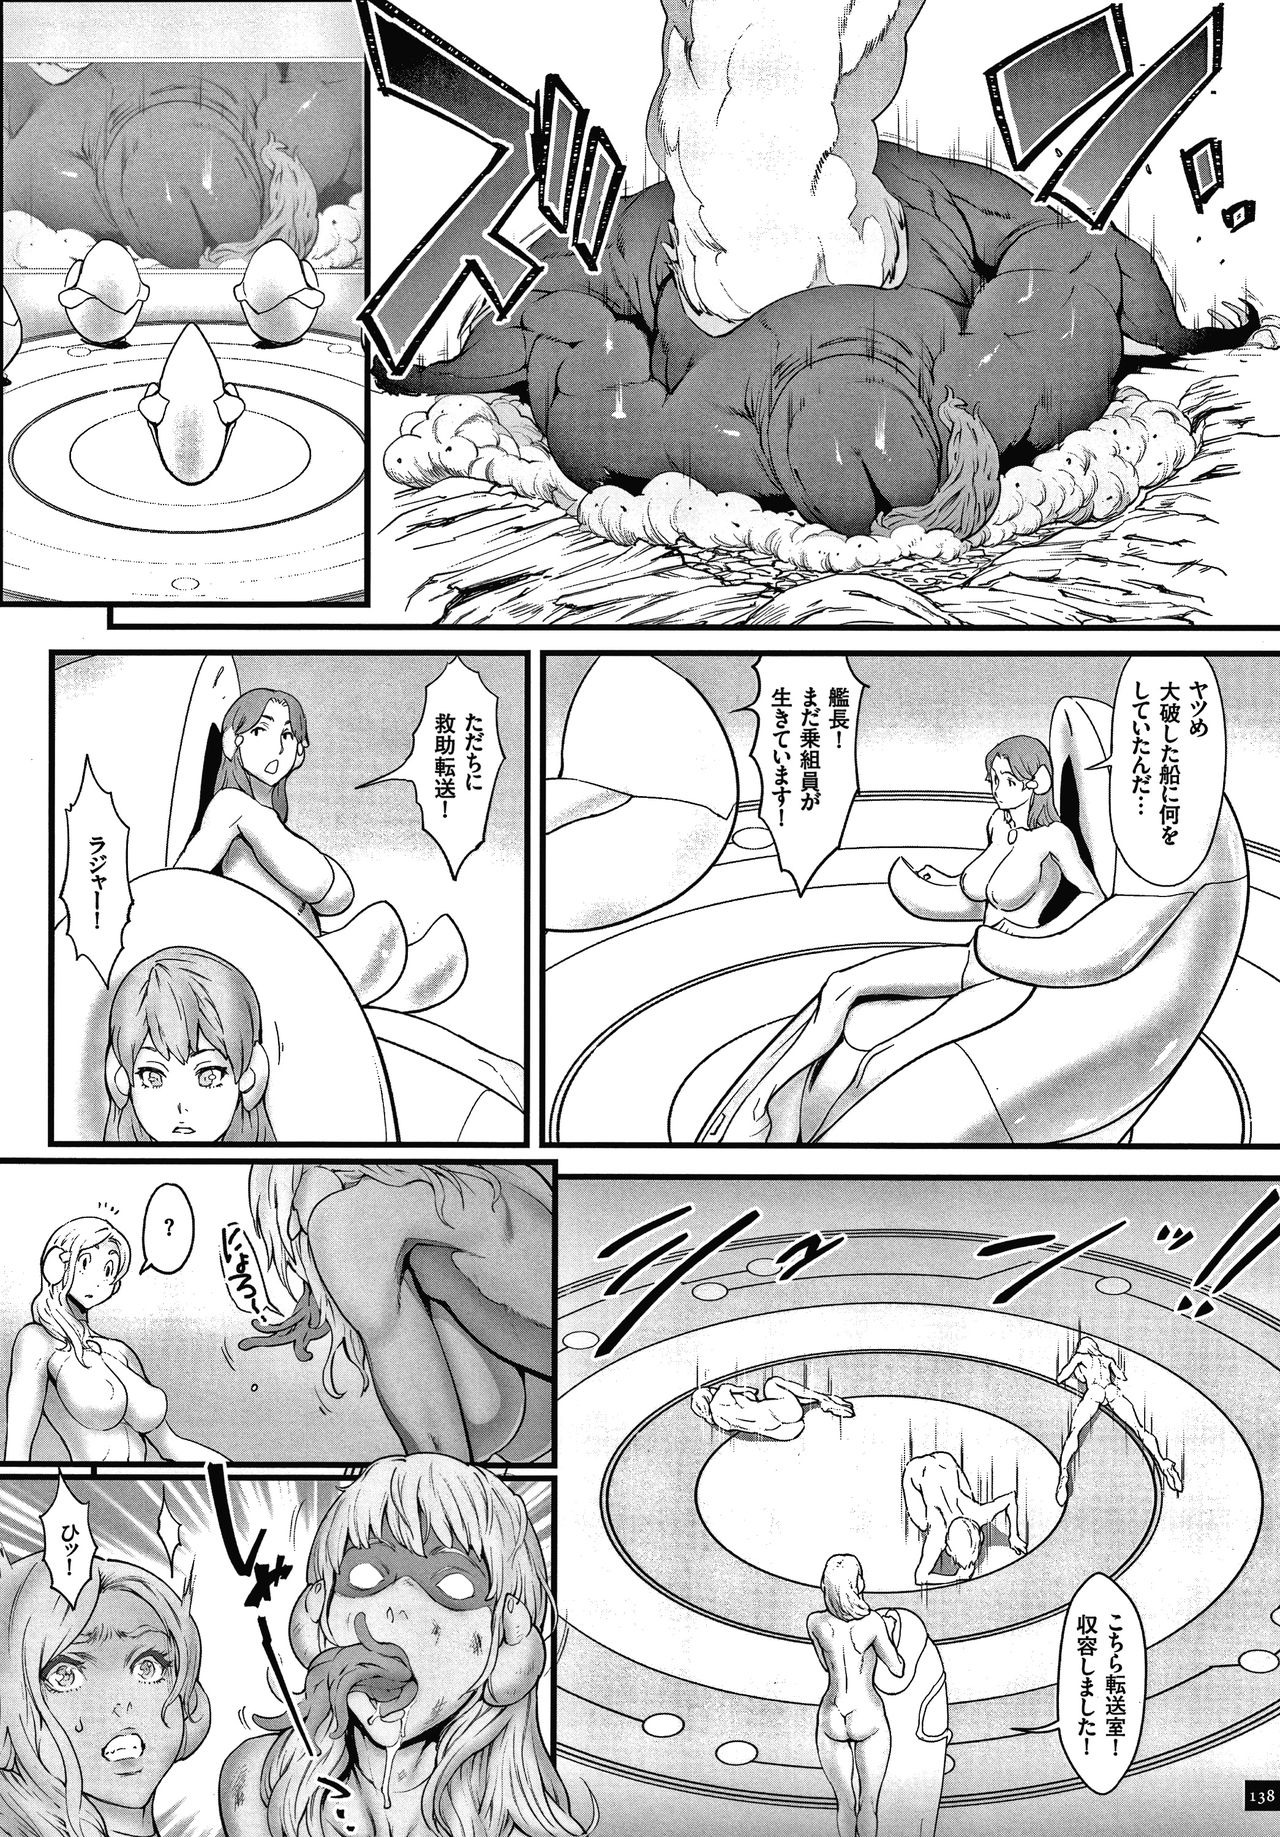 ズッ…
ヤツめ
大破した船に何を
していたんだ…
艦長！
まだ乗組員が
生きています！
ただちに
救助転送！
ラジャー！
シュンッ!!
こちら転送室！
収容しました！
にょろ〜
？
ひッ！
138